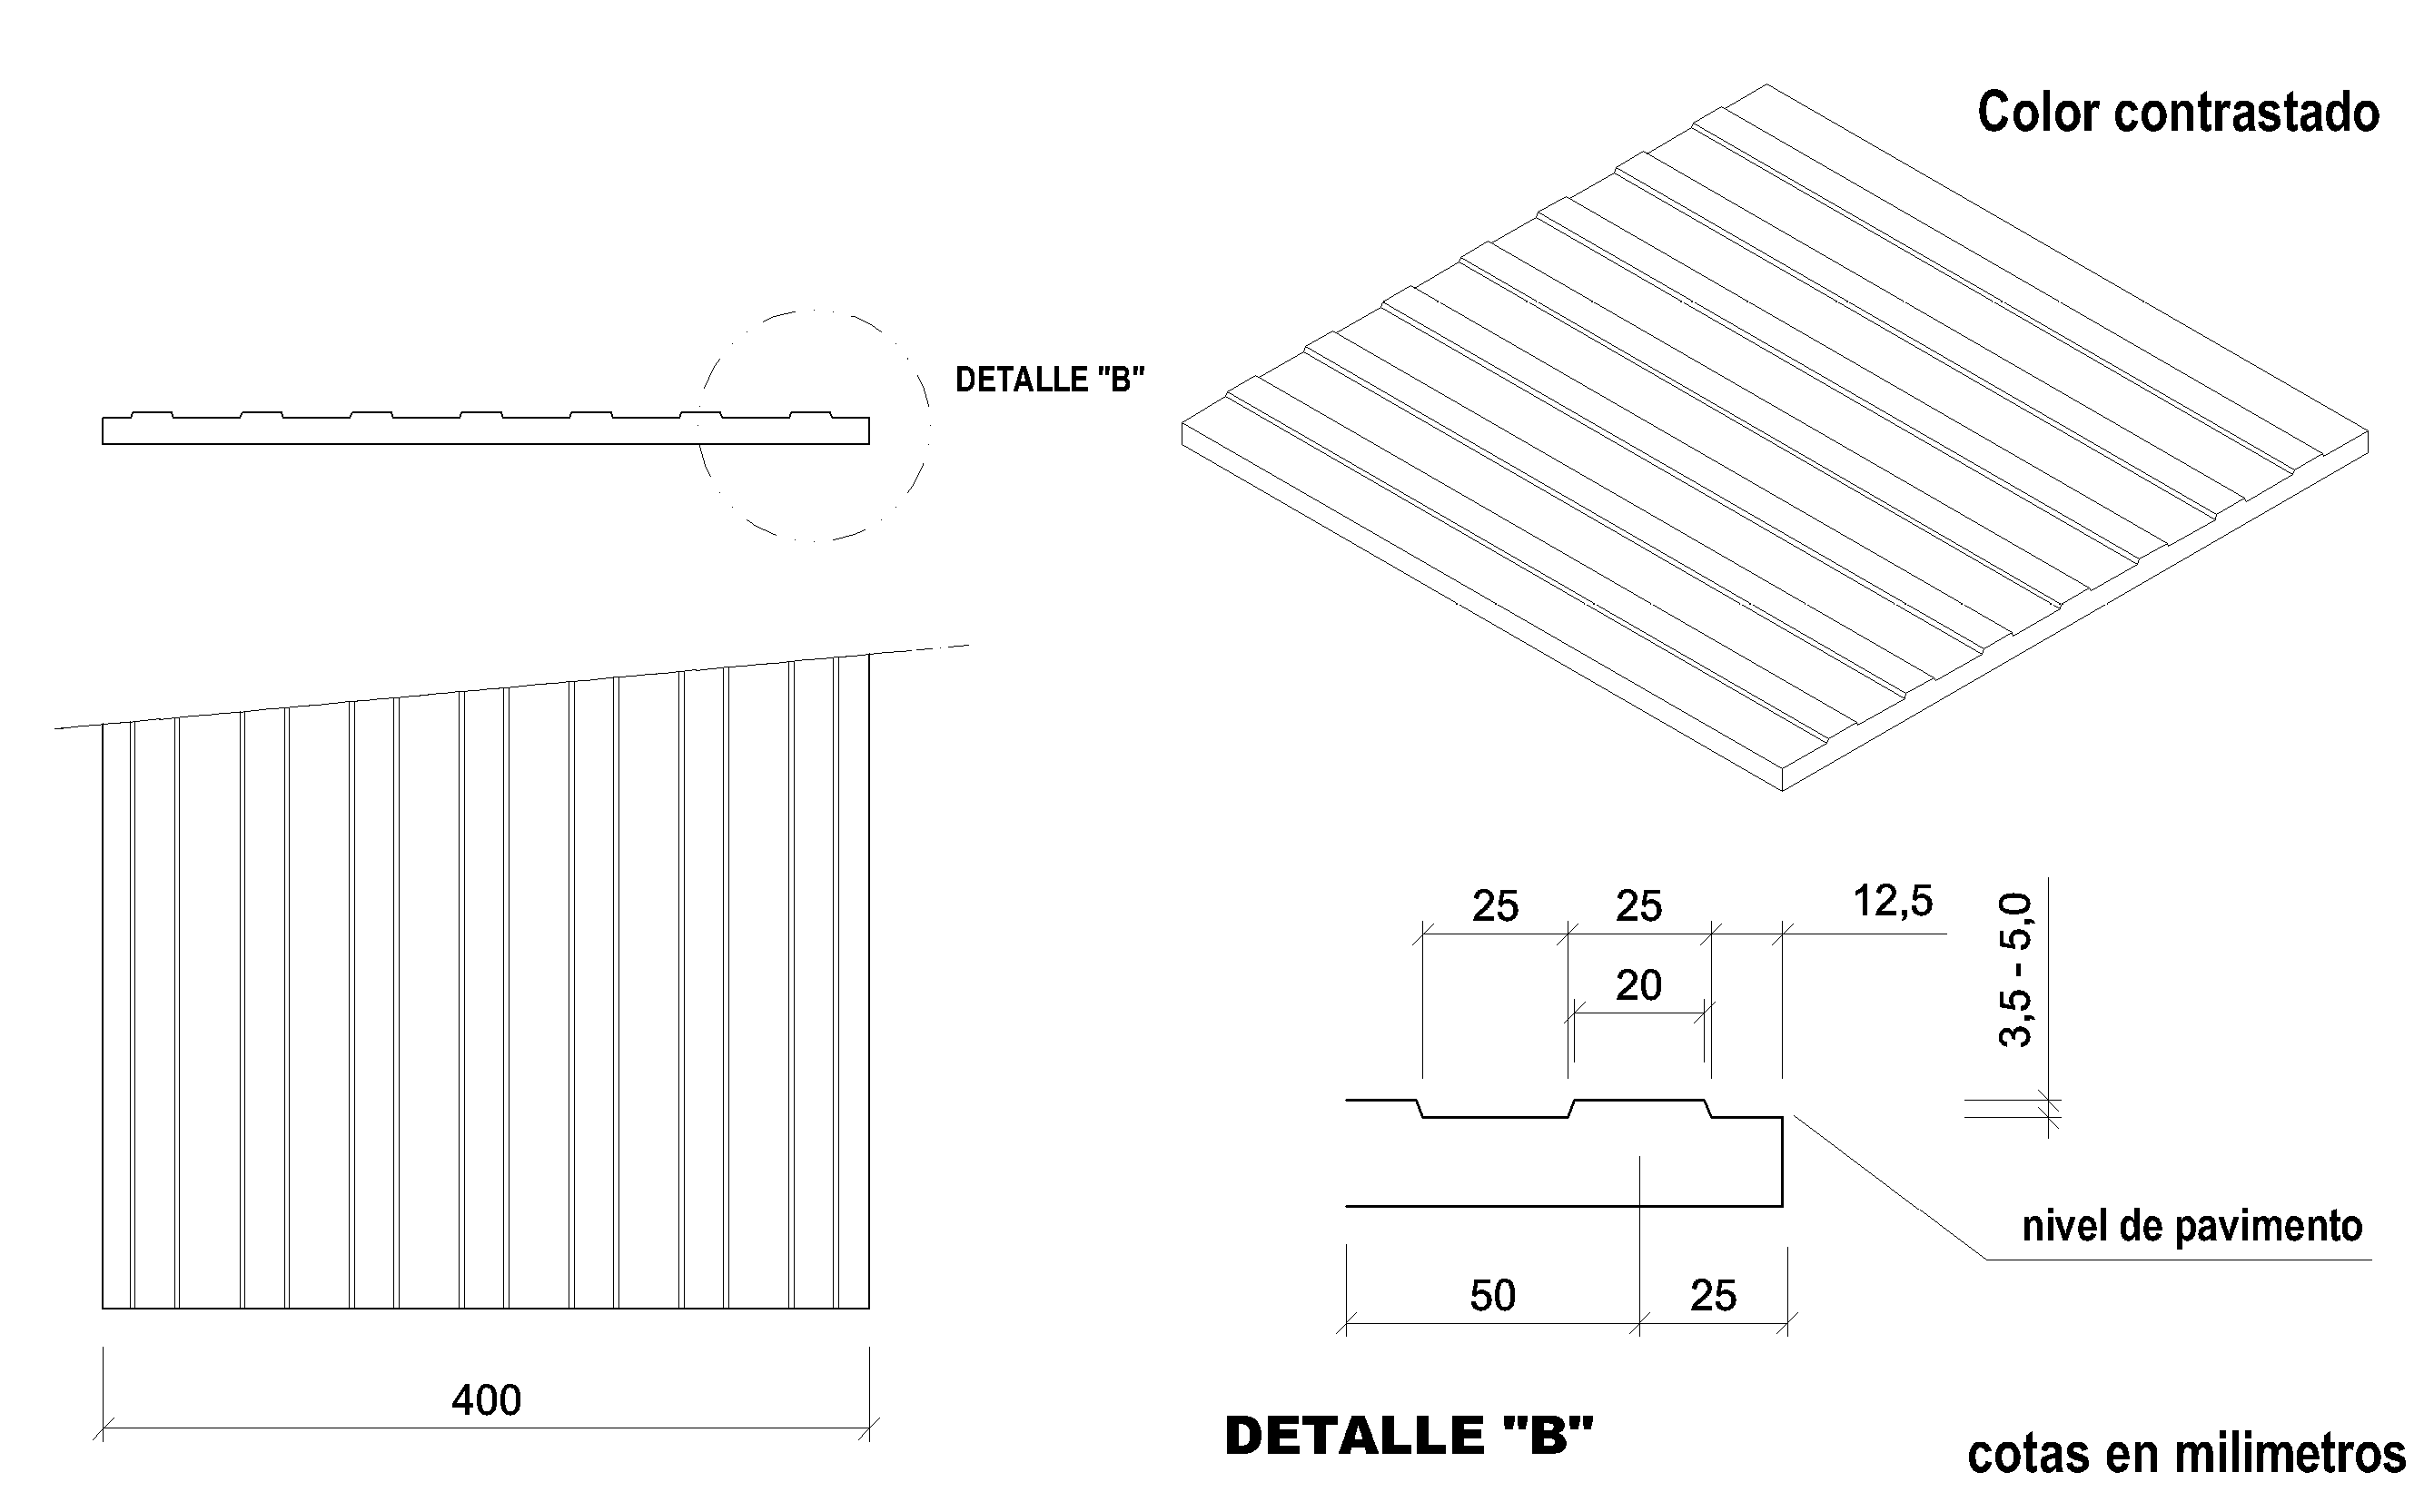 Color contrastado
DETALLE "B"
25
25
12,5
20
3,5 - 5,0
nivel de pavimento
50
25
400
DETALLE "B"
cotas en milimetros